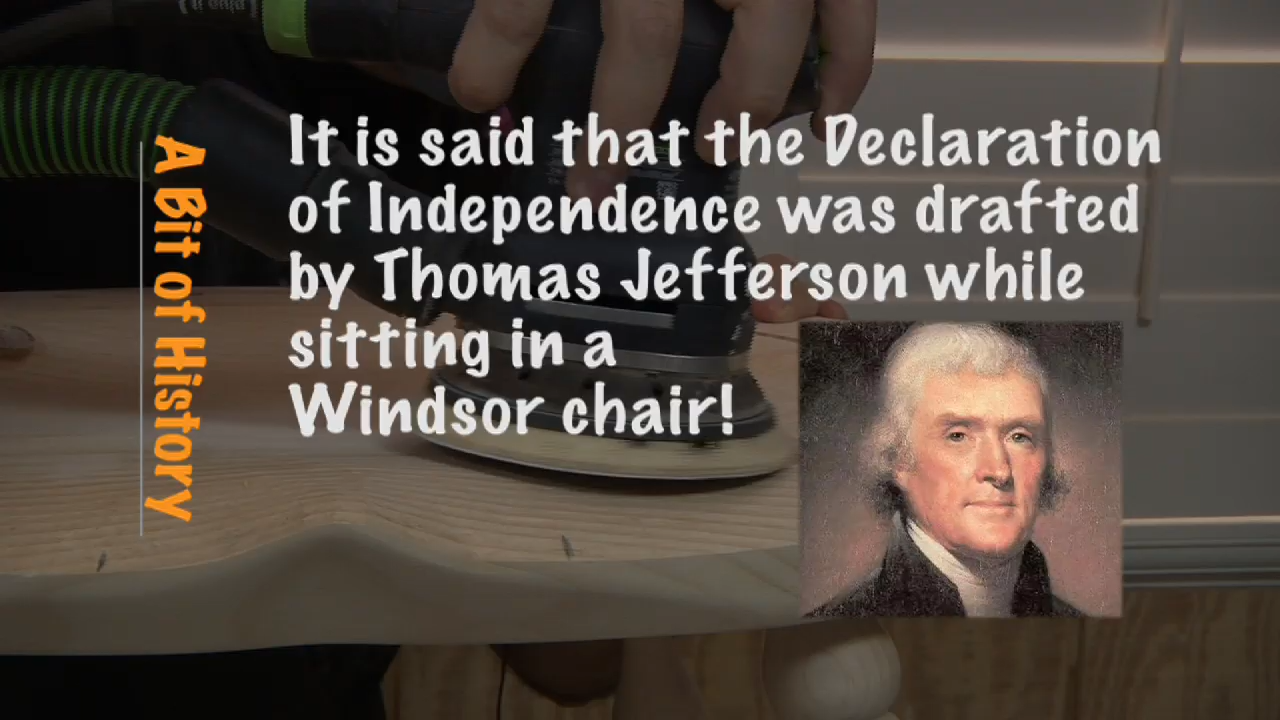 A Bit of History
It is said that the Declaration
of Independence was drafted
by Thomas Jefferson while
sitting in a
Windsor chair!